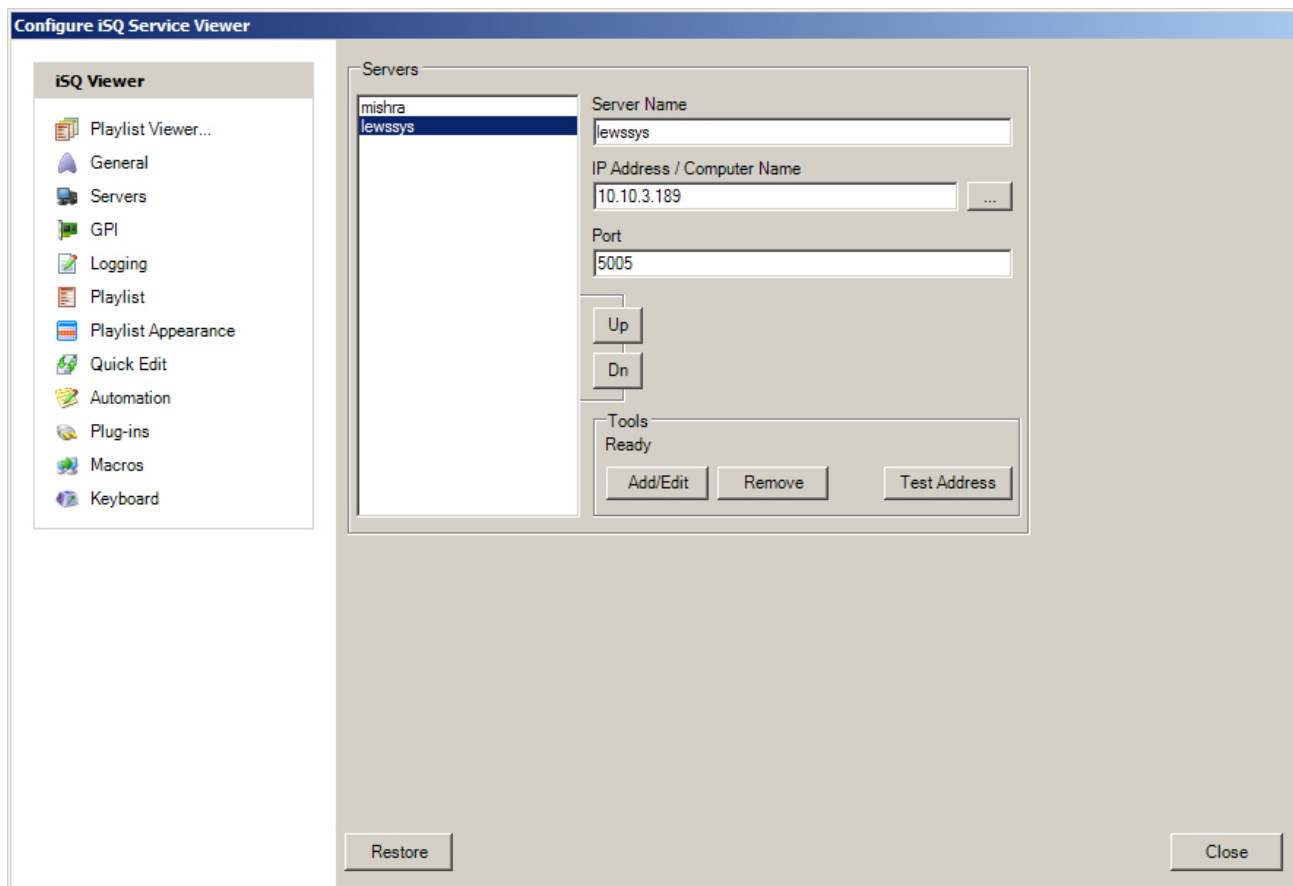 Configure iSQ Service Viewer
iSQ Viewer
Playlist Viewer...
General
Servers
GPI
Logging
Playlist
Playlist Appearance
Quick Edit
Automation
Plug-ins
Macros
Keyboard
Servers
mishra
lewssys
Server Name
lewssys
IP Address / Computer Name
10.10.3.189
...
Port
5005
Up
Dn
Tools
Ready
Add/Edit
Remove
Test Address
Restore
Close